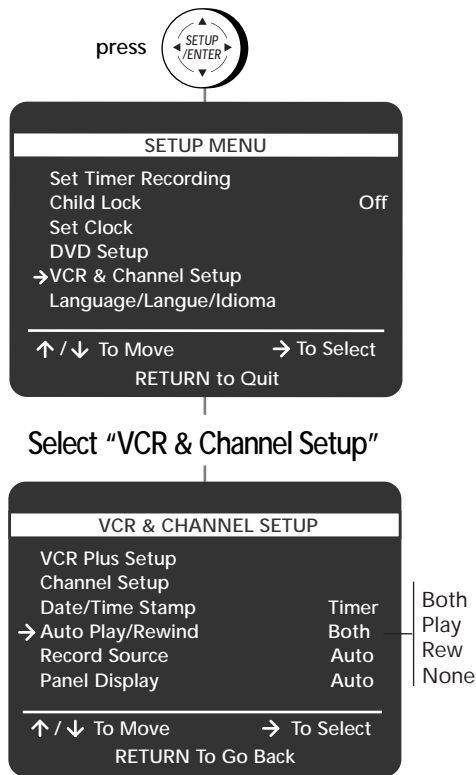 press
SETUP
/ENTER
SETUP MENU
Set Timer Recording
Child Lock Off
Set Clock
DVD Setup
→VCR & Channel Setup
Language/Langue/Idioma
↑/↓ To Move → To Select
RETURN to Quit
Select "VCR & Channel Setup"
VCR & CHANNEL SETUP
VCR Plus Setup
Channel Setup
Date/Time Stamp Timer
→ Auto Play/Rewind Both
Record Source Auto
Panel Display Auto
↑/↓ To Move → To Select
RETURN To Go Back
Both
Play
Rew
None